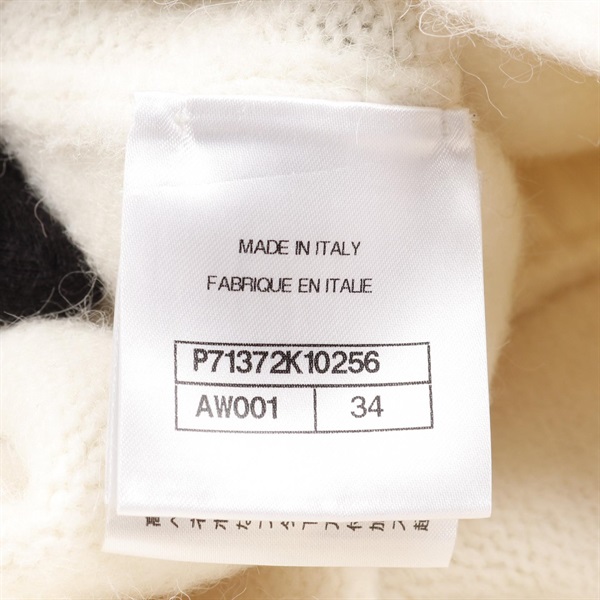 MADE IN ITALY
FABRIQUE EN ITALIE
P71372K10256
AW001 34